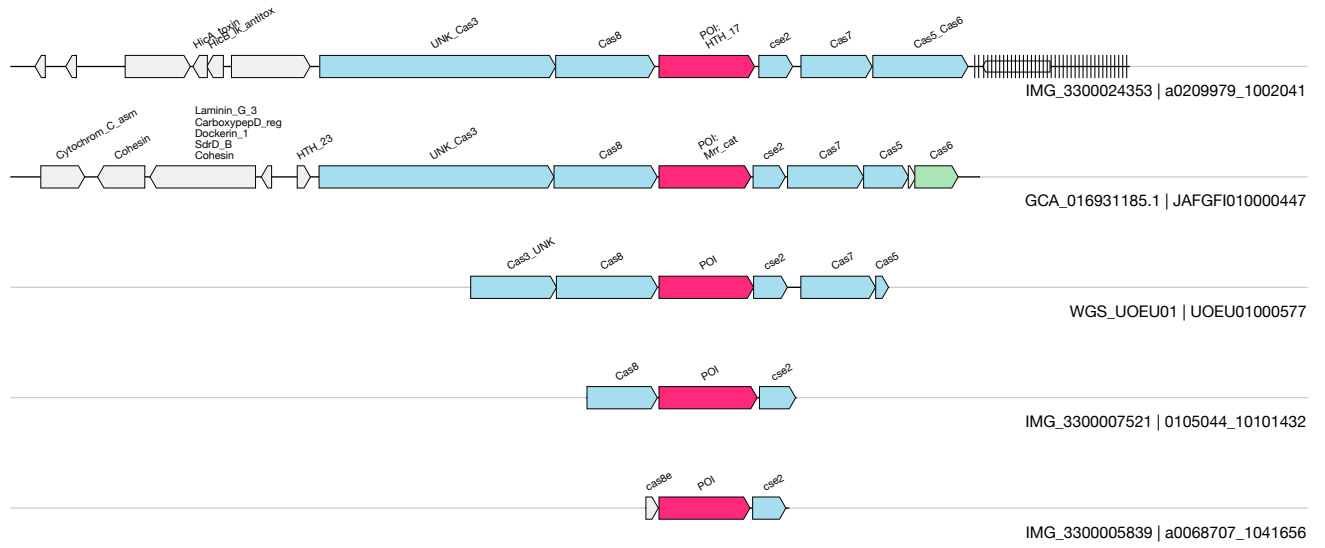 HicA_toxin
HicB_lk_antitox
UNK_Cas3
Cas8
POI:
HTH_17
cse2
Cas7
Cas5_Cas6
IMG_3300024353 | a0209979_1002041
Cytochrom_C_asm
Cohesin
Laminin_G_3
CarboxypepD_reg
Dockerin_1
SdrD_B
Cohesin
HTH_23
UNK_Cas3
Cas8
POI:
Mrr_cat
cse2
Cas7
Cas5
Cas6
GCA_016931185.1 | JAFGFI010000447
Cas3_UNK
Cas8
POI
cse2
Cas7
Cas5
WGS_UOEU01 | UOEU01000577
Cas8
POI
cse2
IMG_3300007521 | 0105044_10101432
cas8e
POI
cse2
IMG_3300005839 | a0068707_1041656